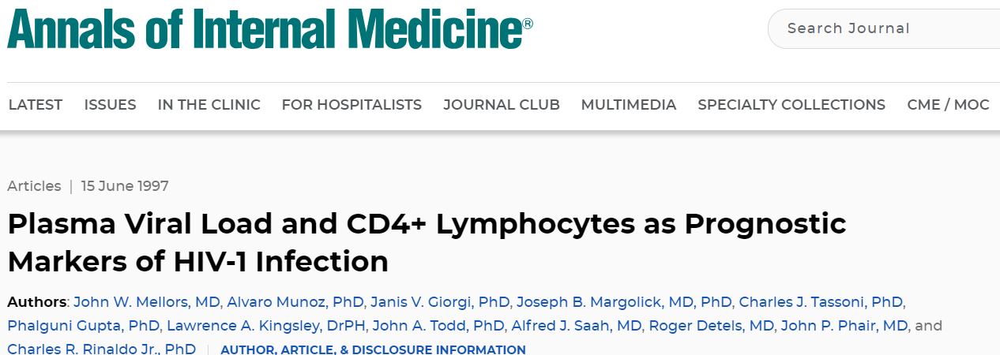 Annals of Internal Medicine®
Search Journal
LATEST ISSUES IN THE CLINIC FOR HOSPITALISTS JOURNAL CLUB MULTIMEDIA SPECIALTY COLLECTIONS CME / MOC
Articles | 15 June 1997
Plasma Viral Load and CD4+ Lymphocytes as Prognostic
Markers of HIV-1 Infection
Authors: John W. Mellors, MD, Alvaro Munoz, PhD, Janis V. Giorgi, PhD, Joseph B. Margolick, MD, PhD, Charles J. Tassoni, PhD,
Phalguni Gupta, PhD, Lawrence A. Kingsley, DrPH, John A. Todd, PhD, Alfred J. Saah, MD, Roger Detels, MD, John P. Phair, MD, and
Charles R. Rinaldo Jr., PhD | AUTHOR, ARTICLE, & DISCLOSURE INFORMATION